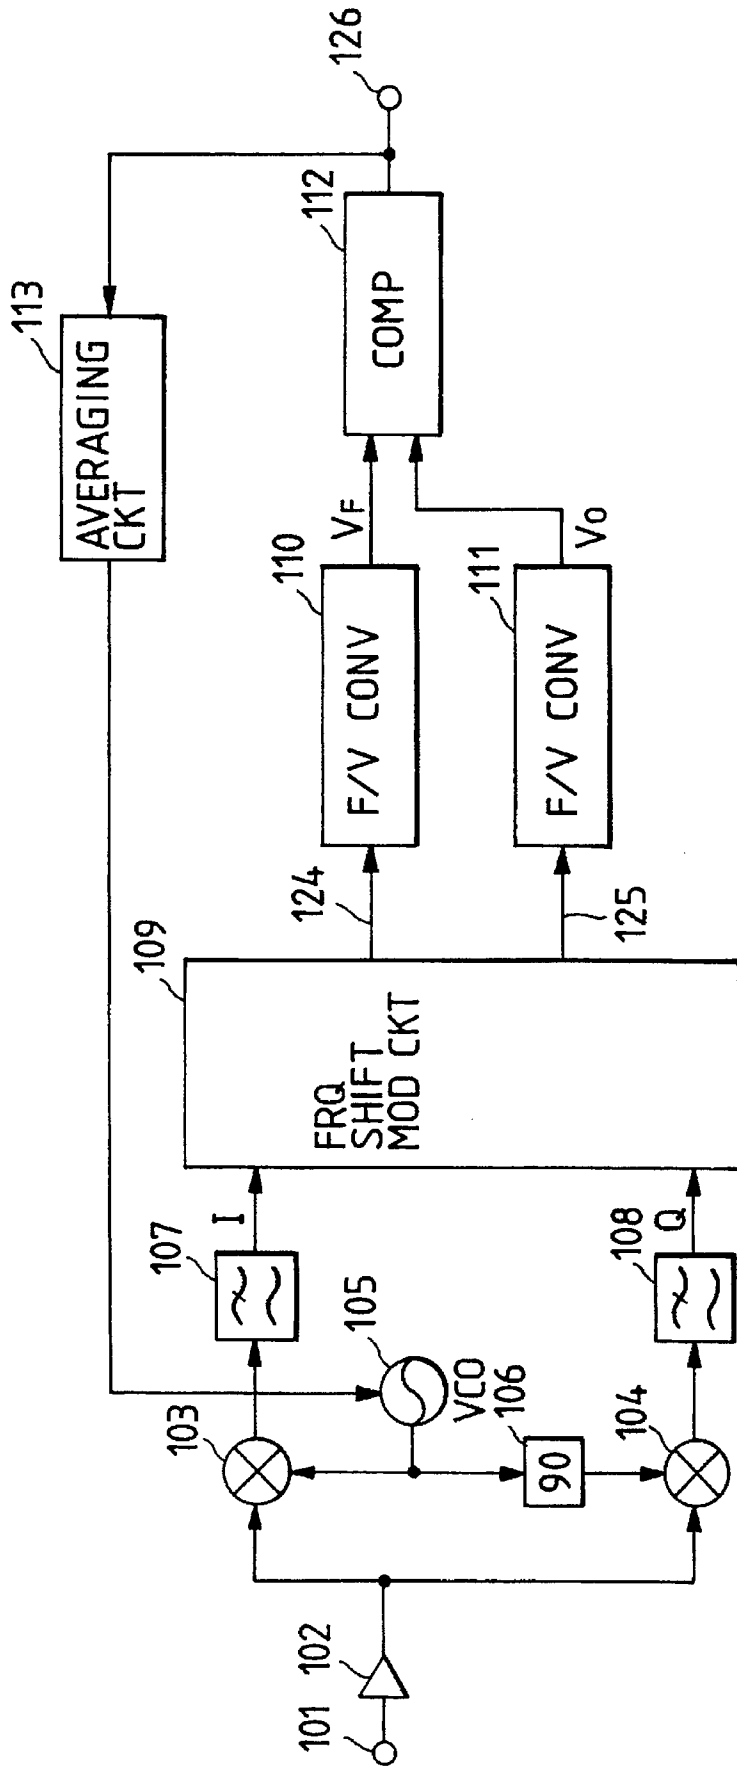 101
102
103
104
105
VCO
106
90
107
I
108
Q
109
FRQ
SHIFT
MOD CKT
124
125
110
F/V CONV
VF
111
F/V CONV
VO
112
COMP
113
AVERAGING
CKT
126